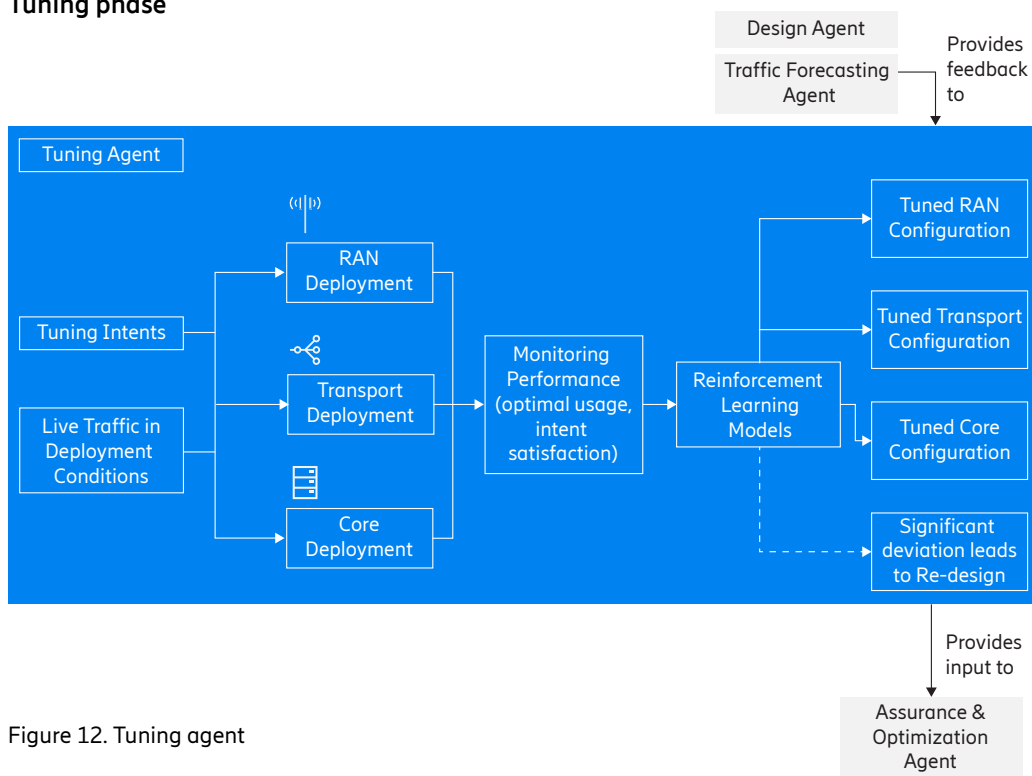 Tuning phase
Design Agent
Traffic Forecasting
Agent
Provides
feedback
to
Tuning Agent
RAN
Deployment
Tuning Intents
Transport
Deployment
Live Traffic in
Deployment
Conditions
Core
Deployment
Monitoring
Performance
(optimal usage,
intent
satisfaction)
Reinforcement
Learning
Models
Tuned RAN
Configuration
Tuned Transport
Configuration
Tuned Core
Configuration
Significant
deviation leads
to Re-design
Provides
input to
Assurance &
Optimization
Agent
Figure 12. Tuning agent